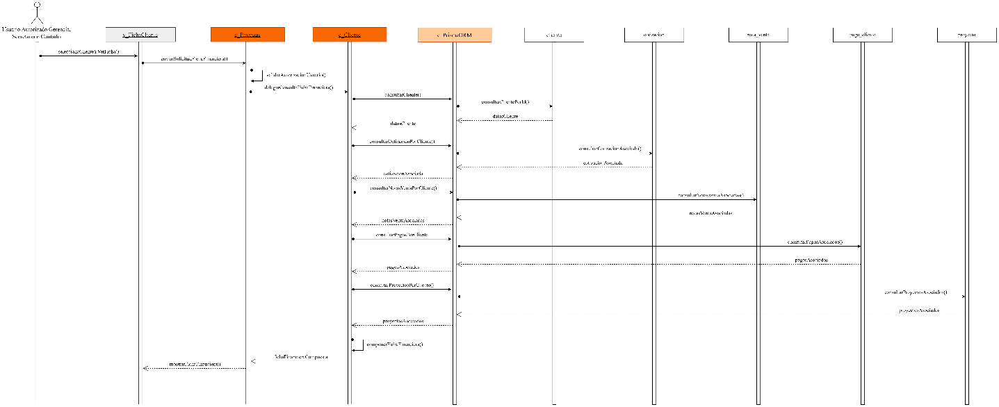 Usuario Autorizado Gerencia,
Secretaria o Contador
v_FichaCliente
c_Finanzas
c_Cliente
c_PrismaORM
cliente
cotizacion
nota_venta
pago_cliente
proyecto
seleccionaClienteYVerFicha()
enviarSolicitudFichaFinanciera()
validarAutorizacionUsuario()
delegarConsultaFichaFinanciera()
consultarCliente()
consultarClientePorId()
datosCliente
datosCliente
consultarCotizacionPorCliente()
consultarCotizacionAsociada()
cotizacionAsociada
cotizacionAsociada
consultarNotasVentaPorCliente()
consultarNotasVentaAsociadas()
notasVentaAsociadas
notasVentaAsociadas
consultarPagosPorCliente
consultarPagosAsociados()
pagosAsociados
pagosAsociados
consultarProyectosPorCliente()
consultarProyectosAsociados()
proyectosAsociados
proyectosAsociados
componerFichaFinanciera()
fichaFinancieraCompuesta
mostrarFichaFinanciera()